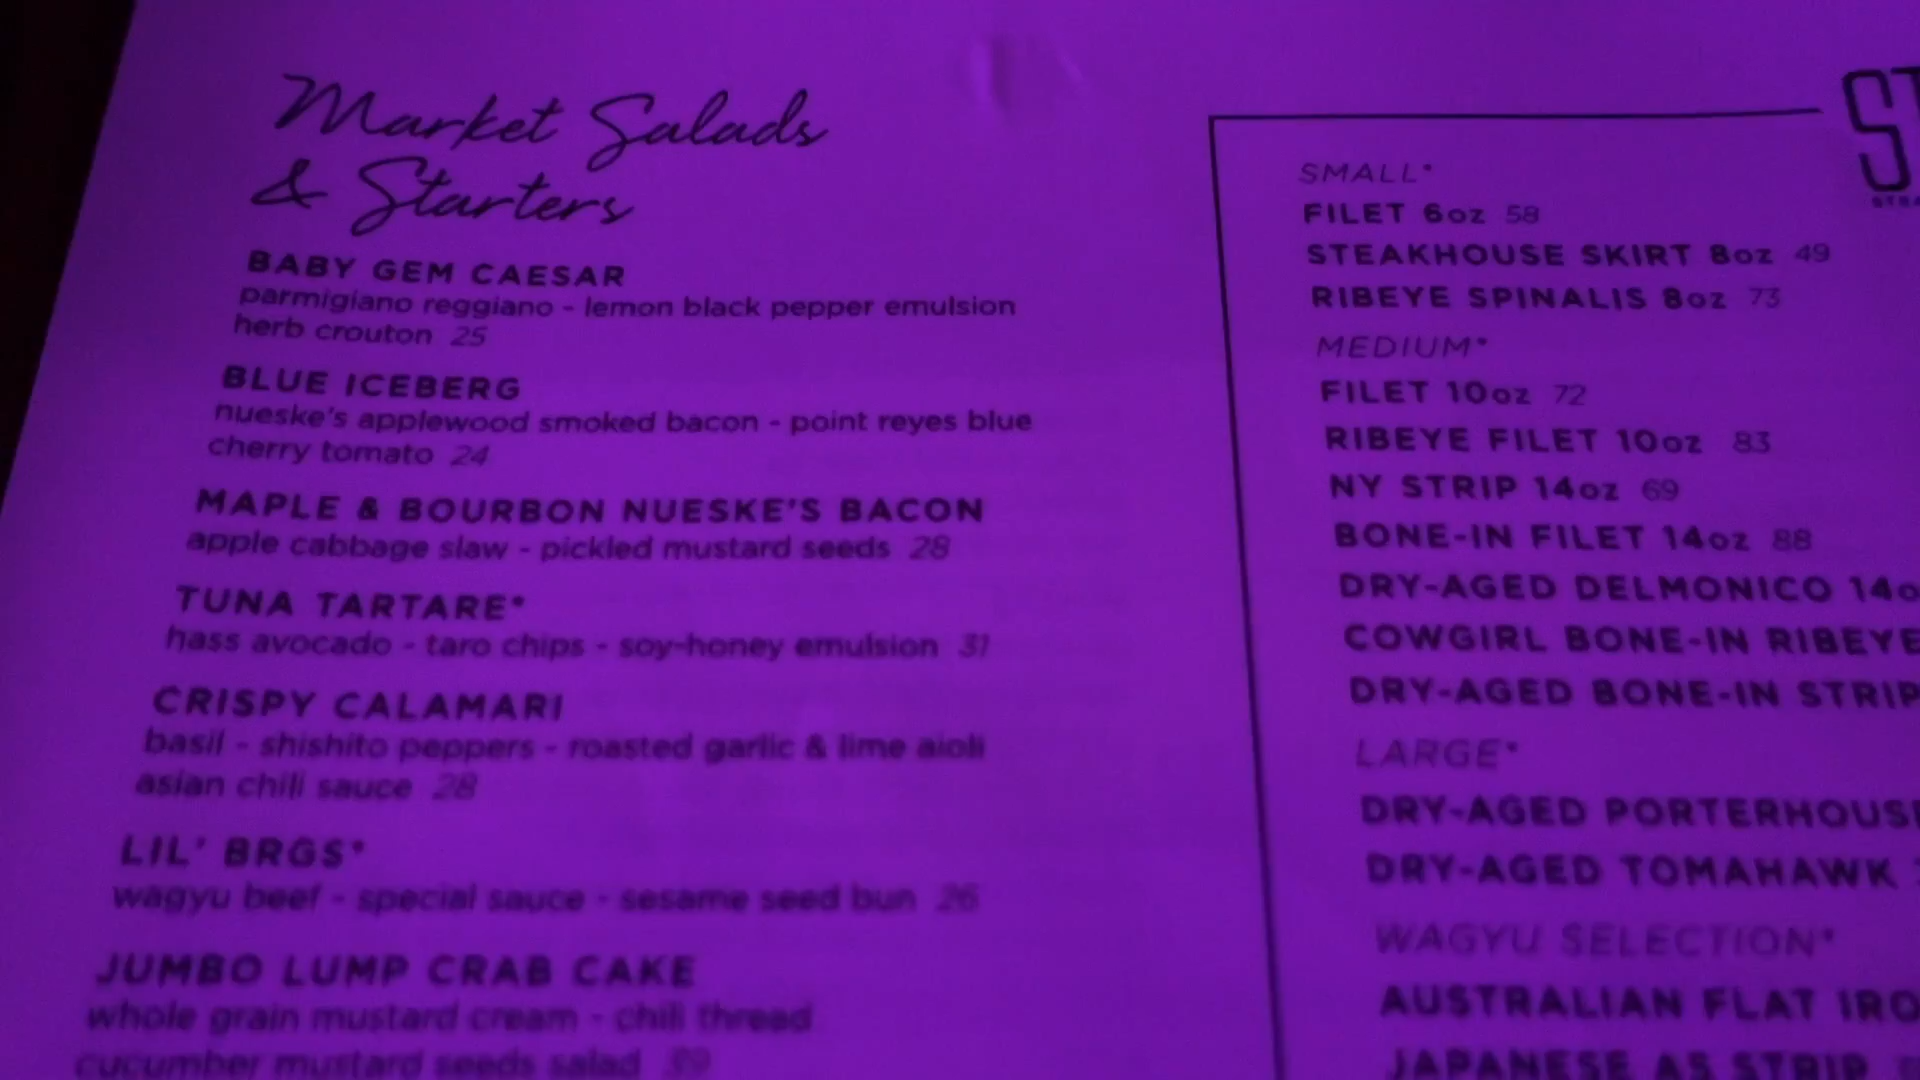 Market Salads
& Starters
BABY GEM CAESAR
parmigiano reggiano - lemon black pepper emulsion
herb crouton 25
BLUE ICEBERG
nueske's applewood smoked bacon - point reyes blue
cherry tomato 24
MAPLE & BOURBON NUESKE'S BACON
apple cabbage slaw - pickled mustard seeds 28
TUNA TARTARE*
hass avocado - taro chips - soy-honey emulsion 31
CRISPY CALAMARI
basil - shishito peppers - roasted garlic & lime aioli
asian chili sauce 28
LIL' BRGS*
wagyu beef - special sauce - sesame seed bun 26
JUMBO LUMP CRAB CAKE
whole grain mustard cream - chili thread
cucumber mustard seeds salad 39
ST
SMALL*
FILET 6oz 58
STEAKHOUSE SKIRT 8oz 49
RIBEYE SPINALIS 8oz 73
MEDIUM*
FILET 10oz 72
RIBEYE FILET 10oz 83
NY STRIP 14oz 69
BONE-IN FILET 14oz 88
DRY-AGED DELMONICO 14o
COWGIRL BONE-IN RIBEYE
DRY-AGED BONE-IN STRIP
LARGE*
DRY-AGED PORTERHOUSE
DRY-AGED TOMAHAWK
WAGYU SELECTION*
AUSTRALIAN FLAT IRO
JAPANESE A5 STRIP